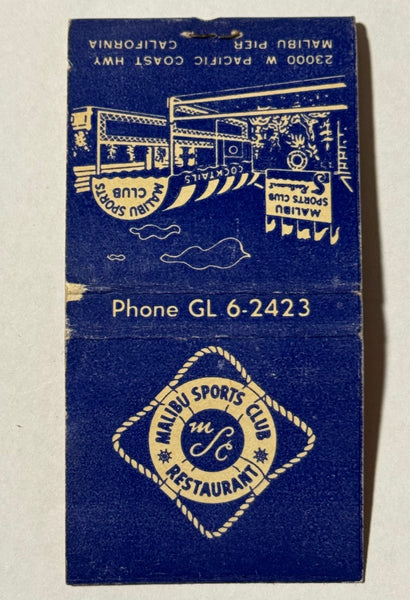 23000 W PACIFIC COAST HWY
MALIBU PIER CALIFORNIA
MALIBU SPORTS
CLUB
COCKTAILS
MALIBU
SPORTS CLUB
Restaurant
Phone GL 6-2423
MALIBU SPORTS CLUB
RESTAURANT
msc